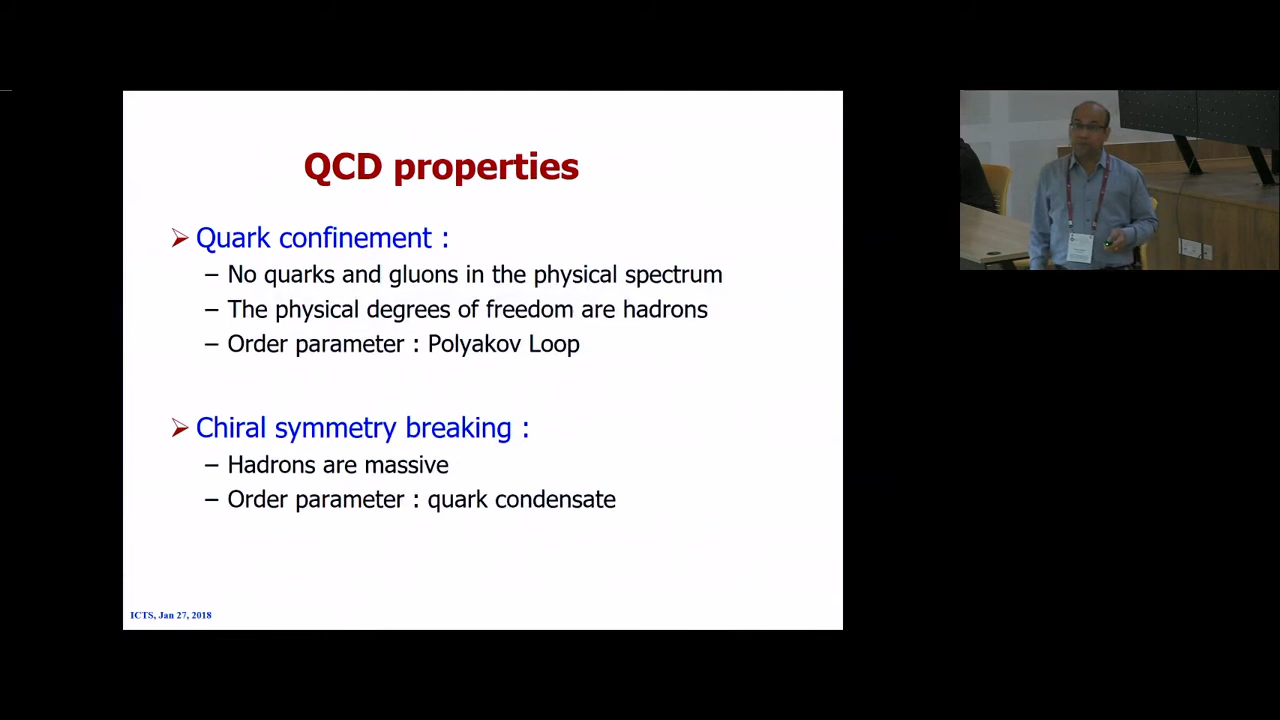 QCD properties
Quark confinement :
– No quarks and gluons in the physical spectrum
– The physical degrees of freedom are hadrons
– Order parameter : Polyakov Loop
Chiral symmetry breaking :
– Hadrons are massive
– Order parameter : quark condensate
ICTS, Jan 27, 2018